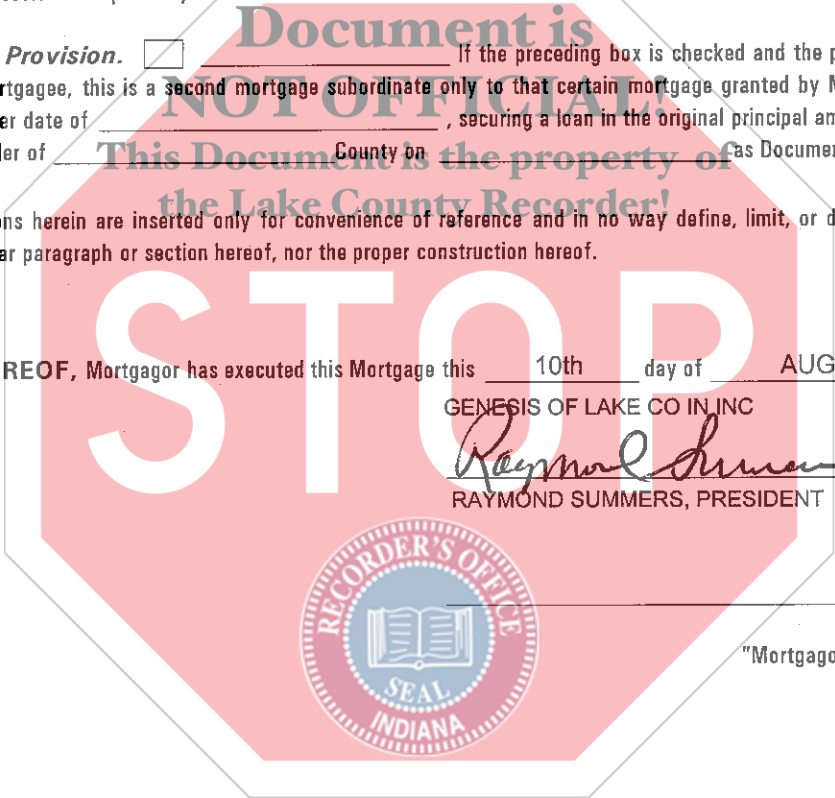 Document is
Provision. If the preceding box is checked and the p
NOT OFFICIAL!
rtgagee, this is a second mortgage subordinate only to that certain mortgage granted by M
er date of , securing a loan in the original principal am
This Document is the property of
er of County on as Documen
the Lake County Recorder!
ns herein are inserted only for convenience of reference and in no way define, limit, or d
ar paragraph or section hereof, nor the proper construction hereof.
STOP
REOF, Mortgagor has executed this Mortgage this 10th day of AUG
GENESIS OF LAKE CO IN INC
Raymond Summers
RAYMOND SUMMERS, PRESIDENT
RECORDER'S OFFICE
SEAL
INDIANA
"Mortgago